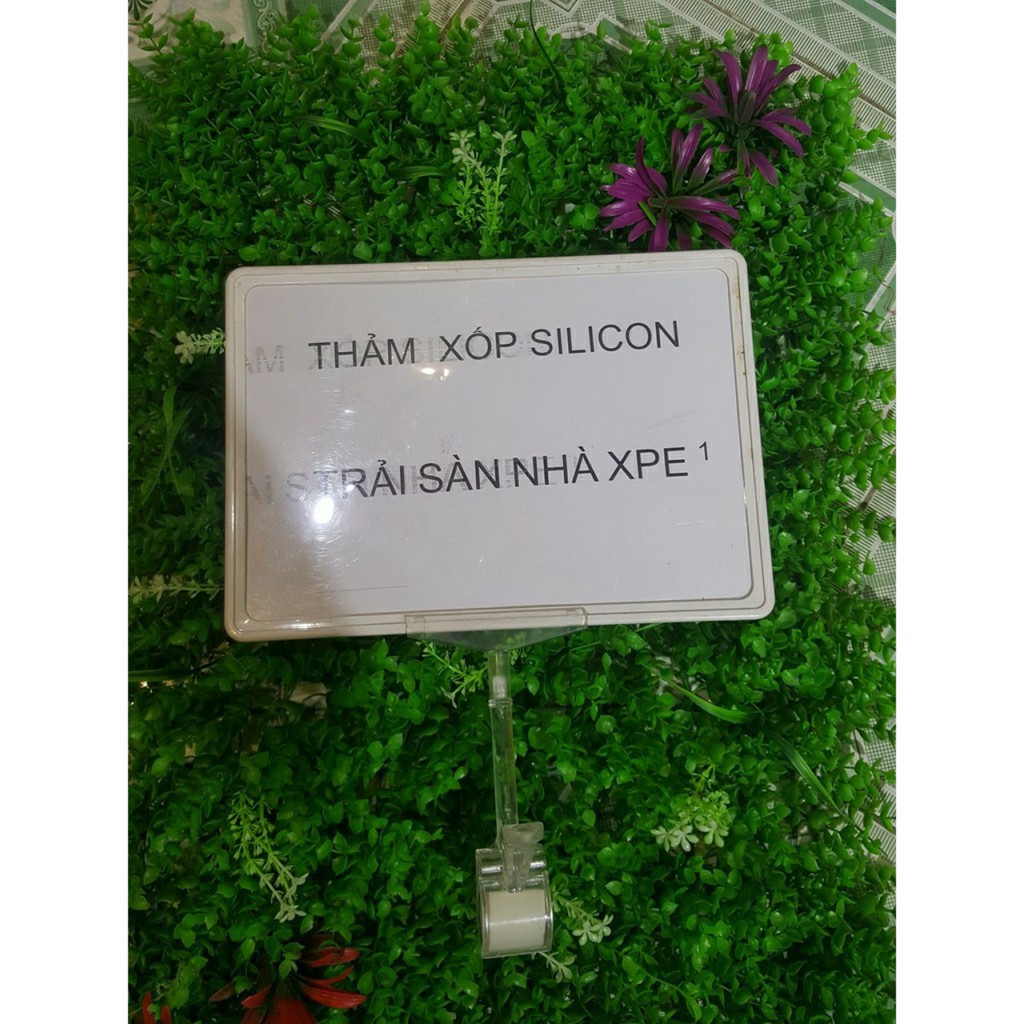 THẢM XỐP SILICON
TRẢI SÀN NHÀ XPE 1